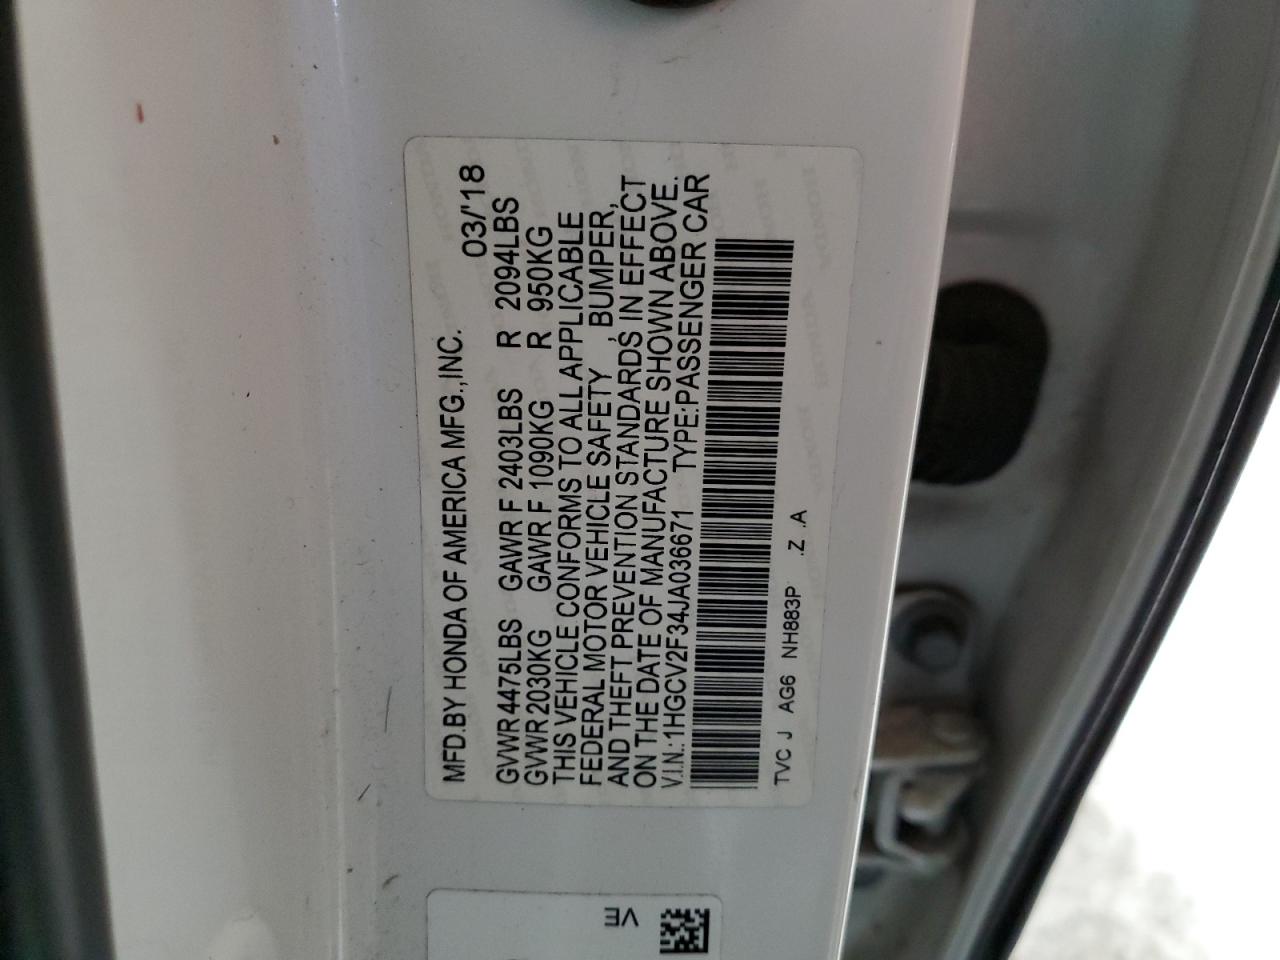 MFD.BY HONDA OF AMERICA MFG.,INC. 03/'18
GVWR 4475LBS GAWR F 2403LBS R 2094LBS
GVWR 2030KG GAWR F 1090KG R 950KG
THIS VEHICLE CONFORMS TO ALL APPLICABLE
FEDERAL MOTOR VEHICLE SAFETY , BUMPER,
AND THEFT PREVENTION STANDARDS IN EFFECT
ON THE DATE OF MANUFACTURE SHOWN ABOVE.
V.I.N.:1HGCV2F34JA036671 TYPE:PASSENGER CAR
TVC J AG6 NH883P .Z .A
VE